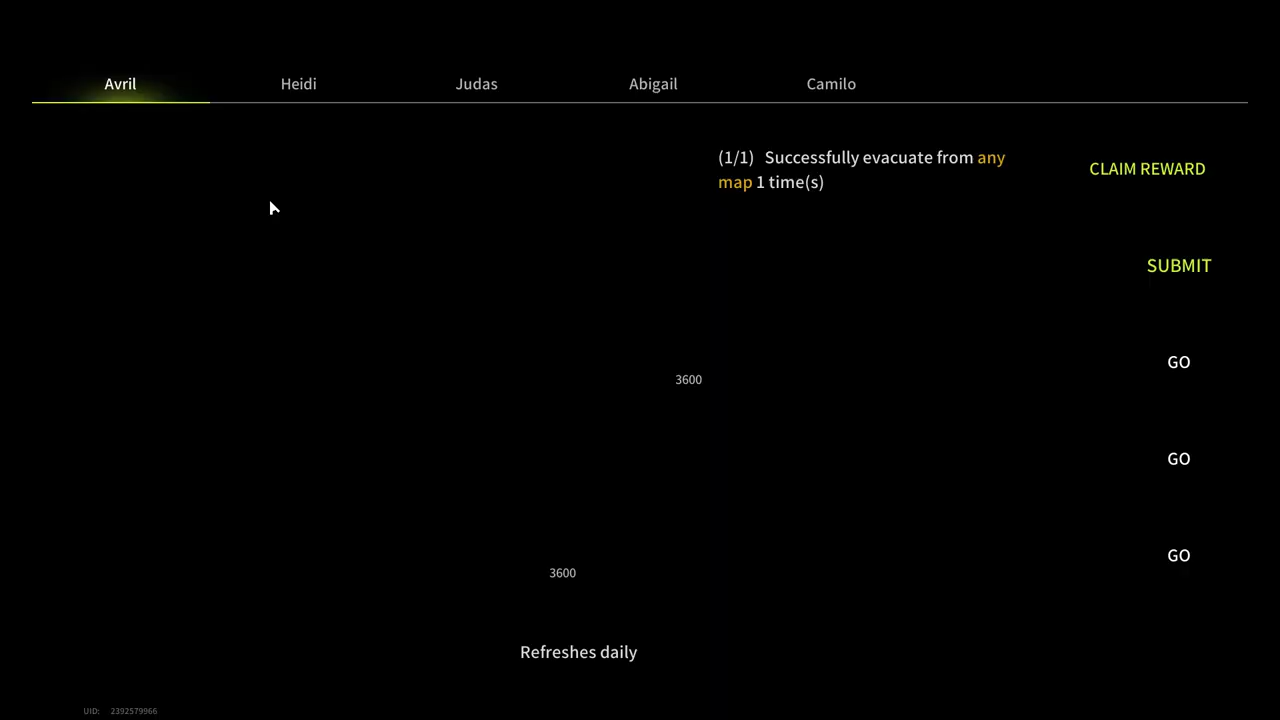 Avril Heidi Judas Abigail Camilo
(1/1) Successfully evacuate from any
map 1 time(s)
CLAIM REWARD
SUBMIT
GO
3600
GO
GO
3600
Refreshes daily
UID: 2392579966